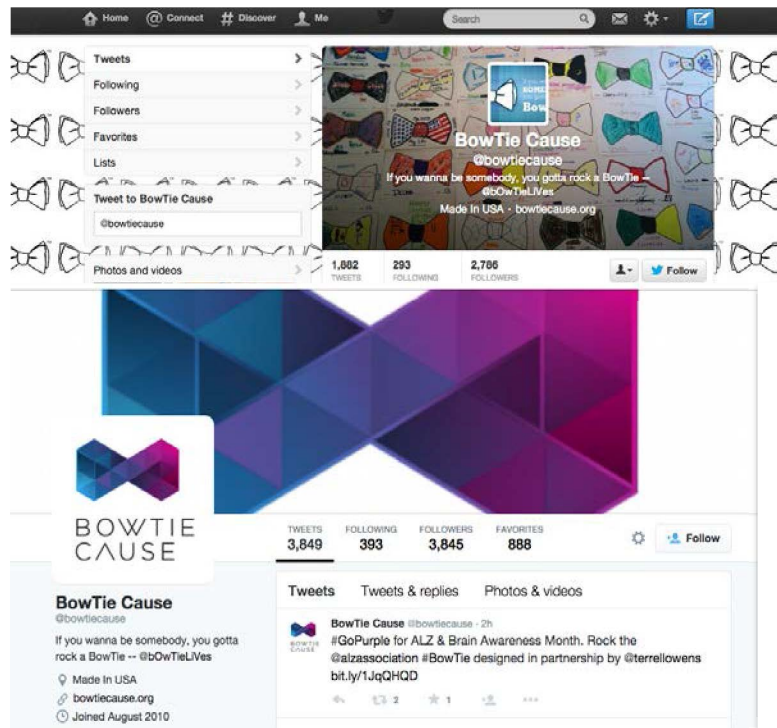 Home @ Connect # Discover Me Search
Tweets
Following
Followers
Favorites
Lists
Tweet to BowTie Cause
@bowtiecause
Photos and videos
BowTie Cause
@bowtiecause
If you wanna be somebody, you gotta rock a BowTie --
@bOwTieLiVes
Made In USA · bowtiecause.org
1,882 293 2,786
TWEETS FOLLOWING FOLLOWERS
Follow
BOWTIE
CAUSE
TWEETS FOLLOWING FOLLOWERS FAVORITES
3,849 393 3,845 888
Follow
BowTie Cause
@bowtiecause
If you wanna be somebody, you gotta
rock a BowTie -- @bOwTieLiVes
Made In USA
bowtiecause.org
Joined August 2010
Tweets Tweets & replies Photos & videos
BowTie Cause @bowtiecause · 2h
#GoPurple for ALZ & Brain Awareness Month. Rock the
@alzassociation #BowTie designed in partnership by @terrellowens
bit.ly/1JqQHQD
2 1
BOWTIE
CAUSE